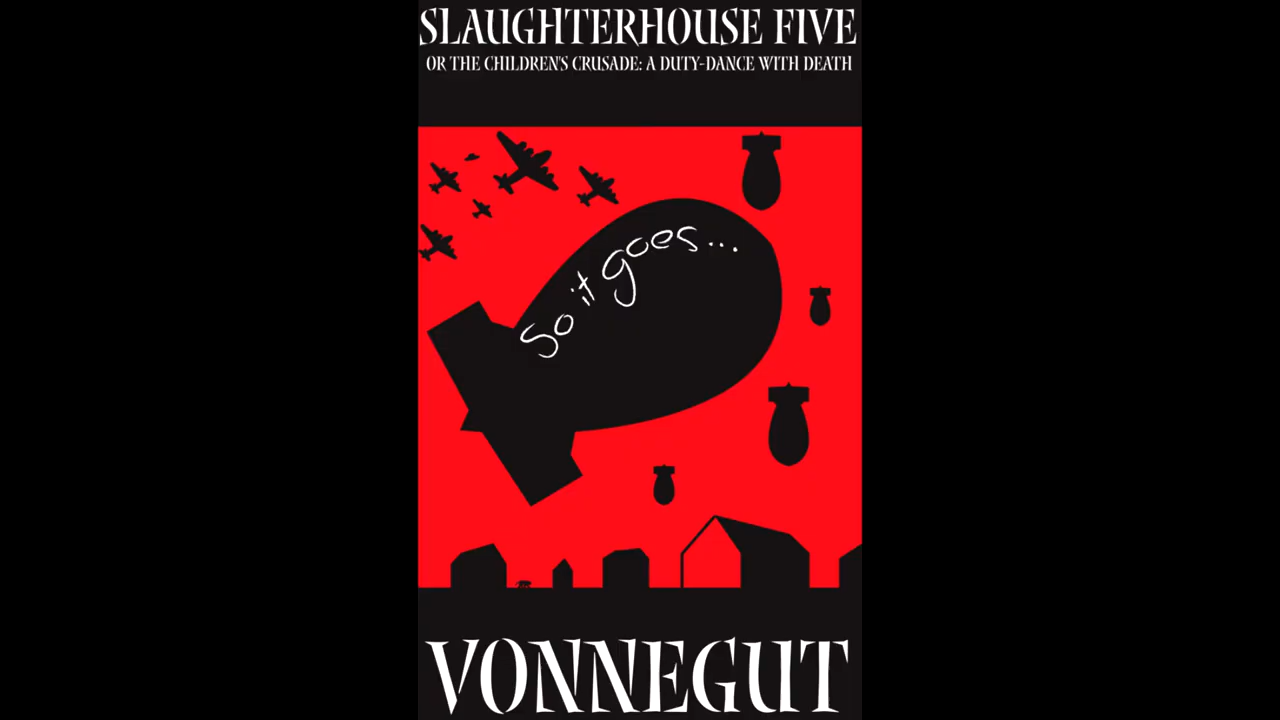 SLAUGHTERHOUSE FIVE
OR THE CHILDREN'S CRUSADE: A DUTY-DANCE WITH DEATH
So it goes...
VONNEGUT